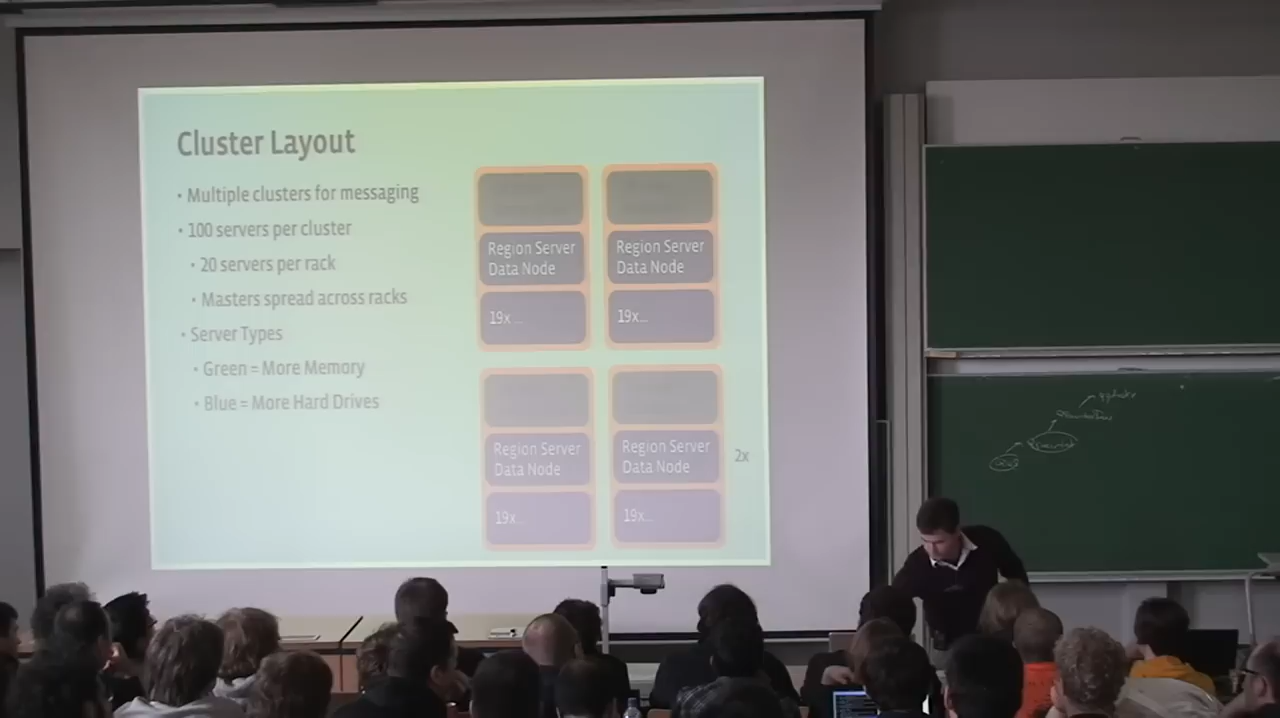 Cluster Layout
• Multiple clusters for messaging
• 100 servers per cluster
• 20 servers per rack
• Masters spread across racks
• Server Types
• Green = More Memory
• Blue = More Hard Drives
Region Server
Data Node
19x...
Region Server
Data Node
19x...
Region Server
Data Node
19x...
Region Server
Data Node
19x...
2x